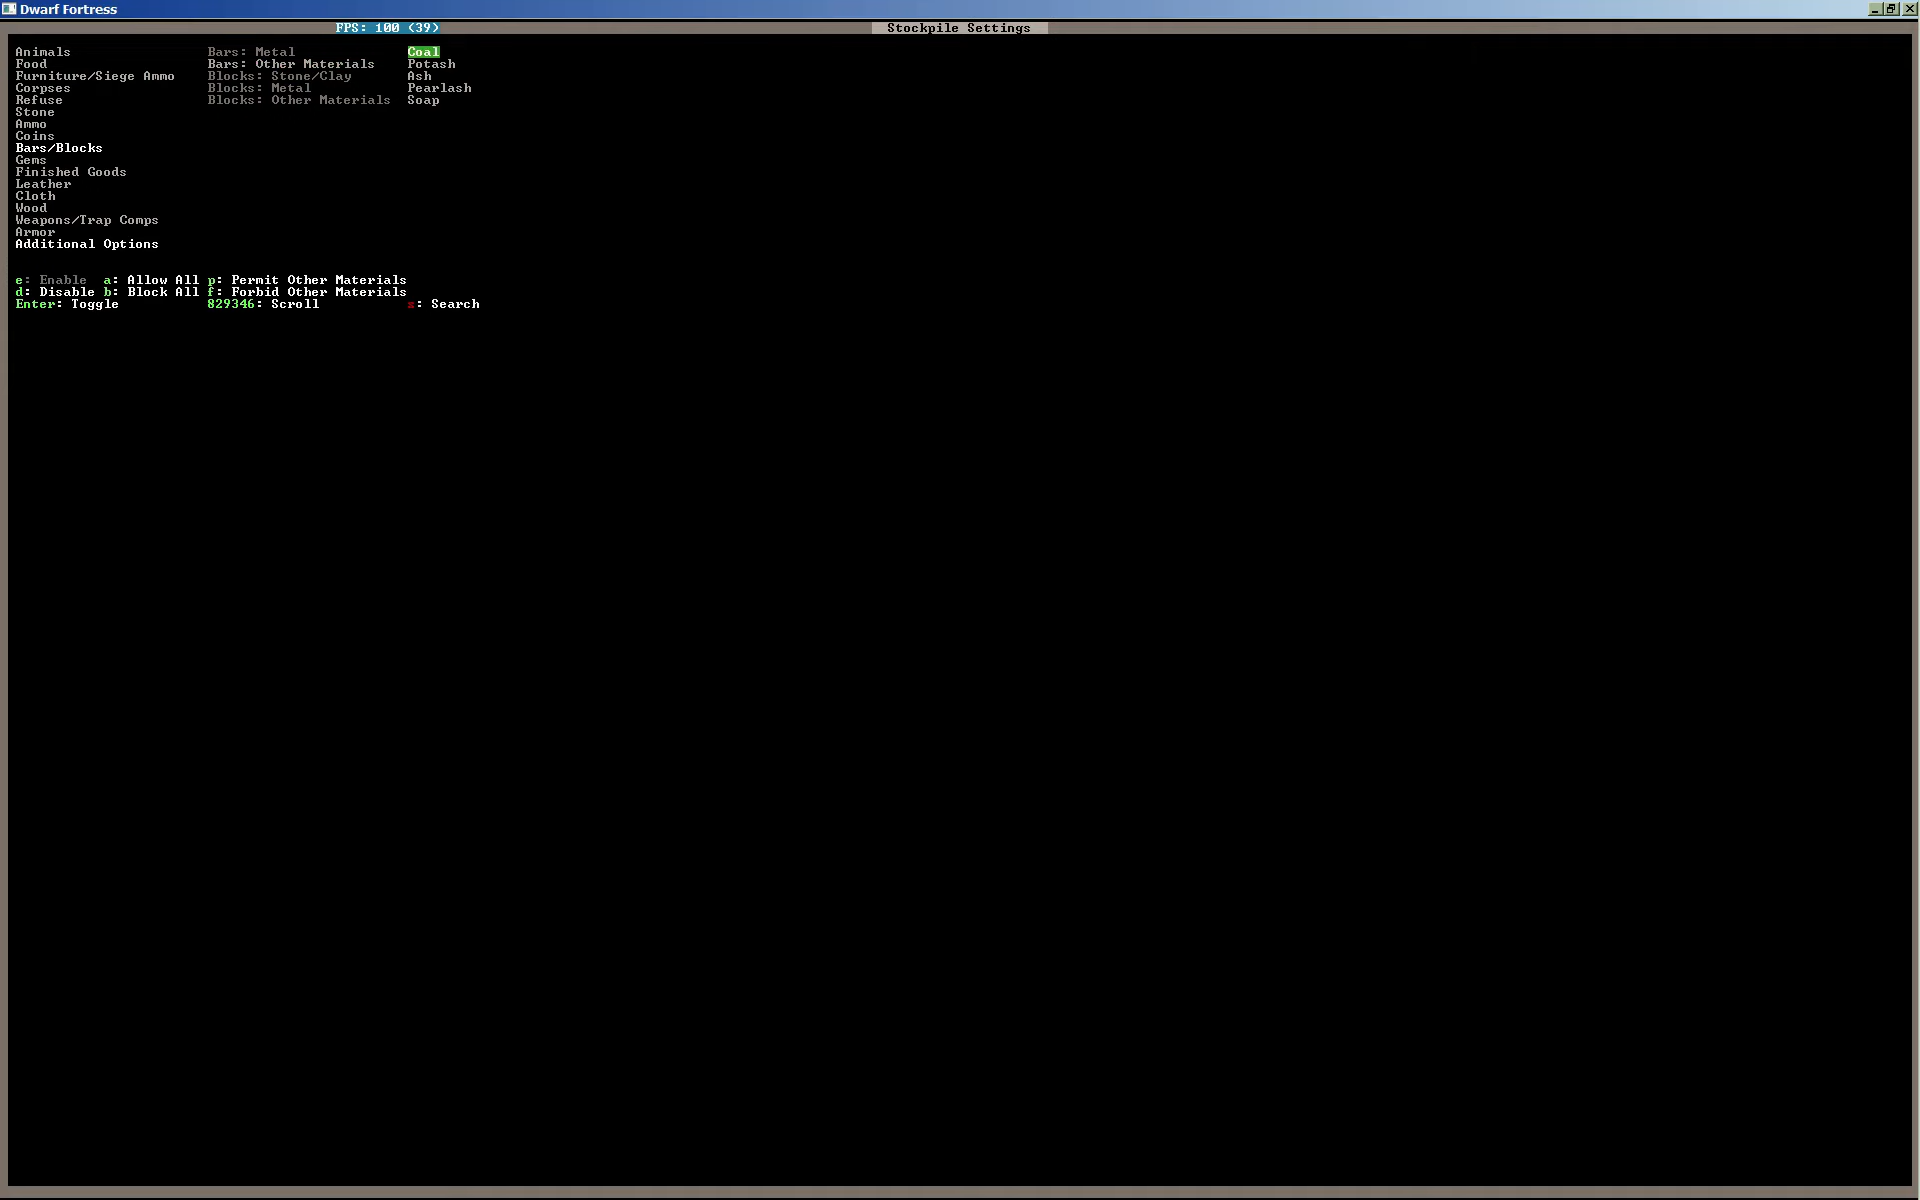 Dwarf Fortress
FPS: 100 (39)
Stockpile Settings
Animals Bars: Metal Coal
Food Bars: Other Materials Potash
Furniture/Siege Ammo Blocks: Stone/Clay Ash
Corpses Blocks: Metal Pearlash
Refuse Blocks: Other Materials Soap
Stone
Ammo
Coins
Bars/Blocks
Gems
Finished Goods
Leather
Cloth
Wood
Weapons/Trap Comps
Armor
Additional Options
e: Enable a: Allow All p: Permit Other Materials
d: Disable b: Block All f: Forbid Other Materials
Enter: Toggle 829346: Scroll s: Search